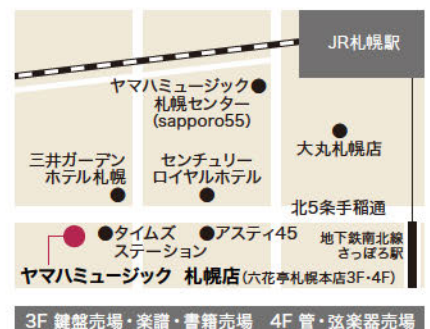 JR札幌駅
ヤマハミュージック
札幌センター
(sapporo55)
大丸札幌店
三井ガーデン
ホテル札幌
センチュリー
ロイヤルホテル
北5条手稲通
タイムズ
ステーション
アスティ45
地下鉄南北線
さっぽろ駅
ヤマハミュージック 札幌店(六花亭札幌本店3F・4F)
3F 鍵盤売場・楽譜・書籍売場 4F 管・弦楽器売場